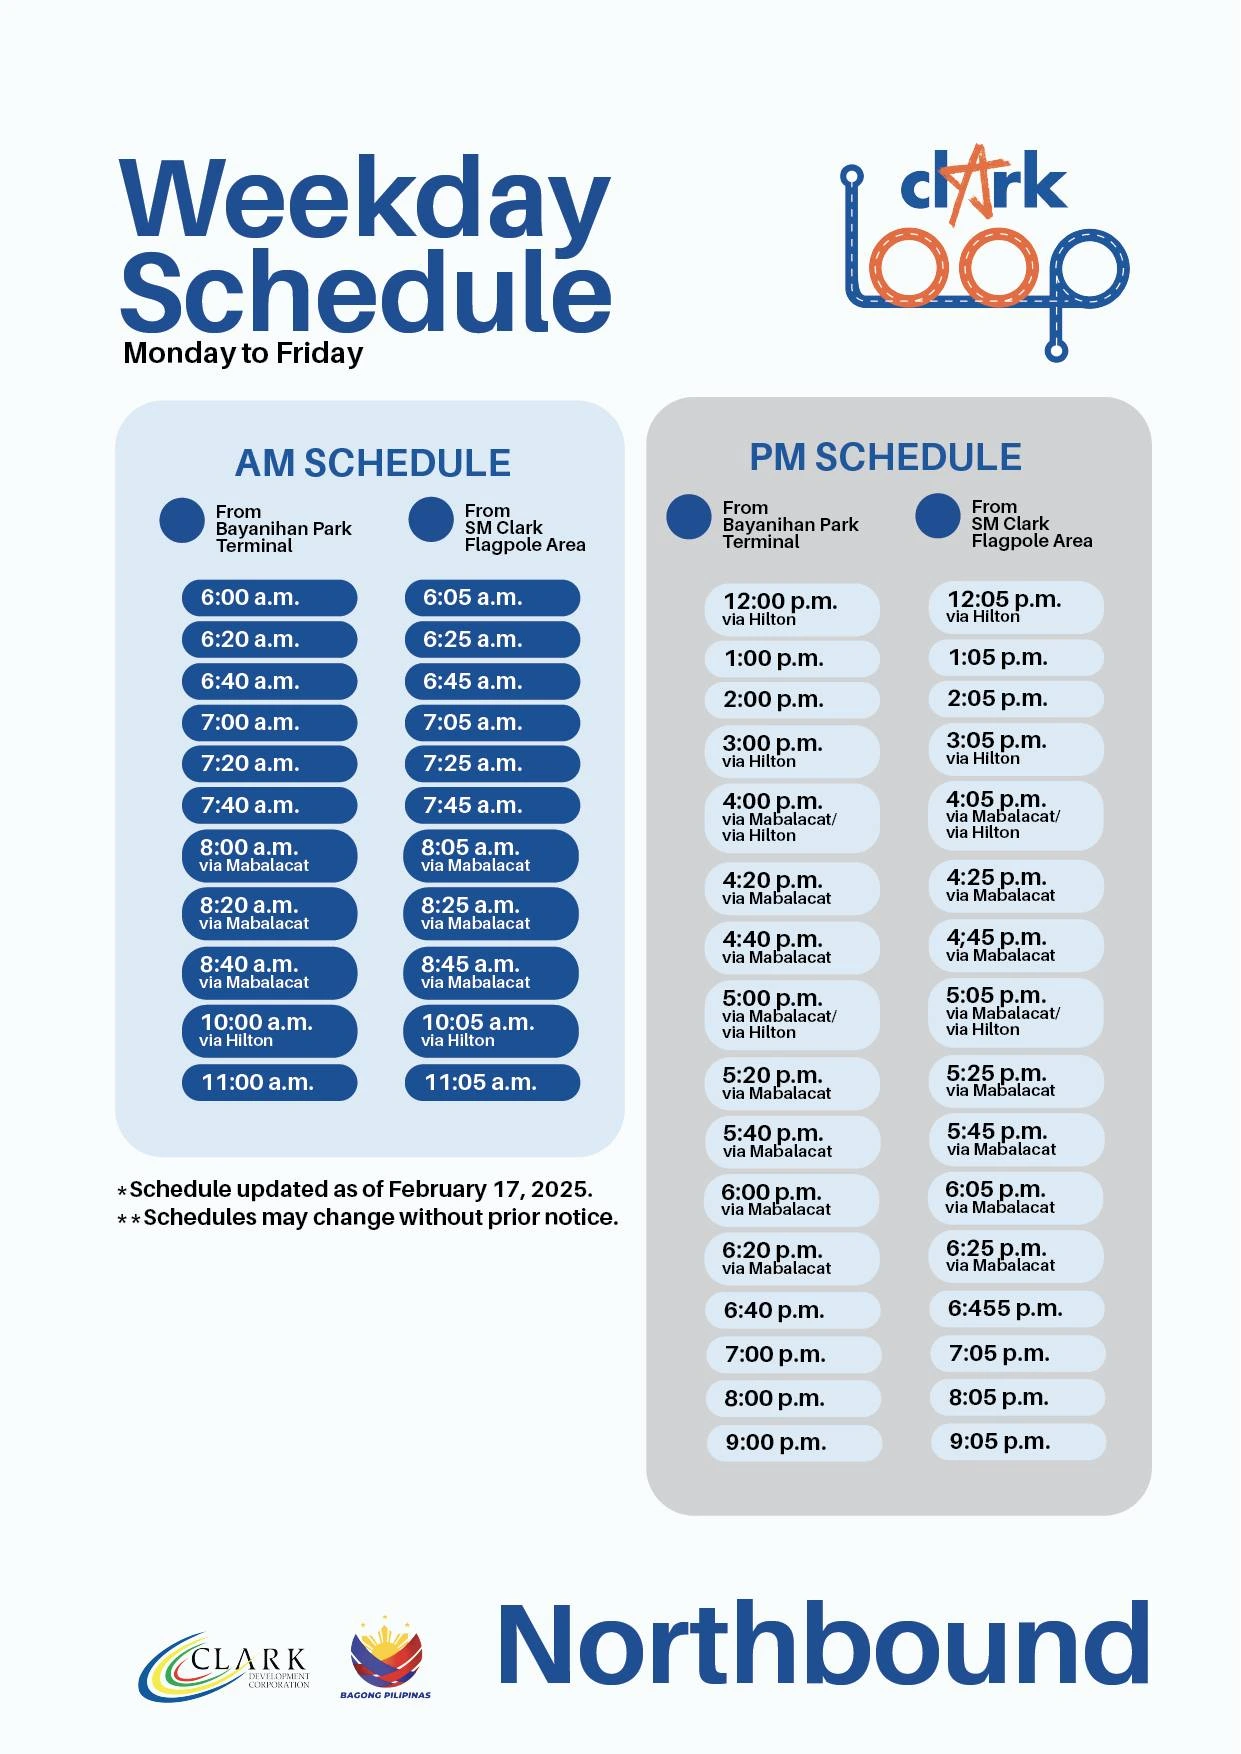 Weekday
Schedule
Monday to Friday
clark
loop
AM SCHEDULE
From
Bayanihan Park
Terminal
From
SM Clark
Flagpole Area
6:00 a.m.
6:05 a.m.
6:20 a.m.
6:25 a.m.
6:40 a.m.
6:45 a.m.
7:00 a.m.
7:05 a.m.
7:20 a.m.
7:25 a.m.
7:40 a.m.
7:45 a.m.
8:00 a.m.
via Mabalacat
8:05 a.m.
via Mabalacat
8:20 a.m.
via Mabalacat
8:25 a.m.
via Mabalacat
8:40 a.m.
via Mabalacat
8:45 a.m.
via Mabalacat
10:00 a.m.
via Hilton
10:05 a.m.
via Hilton
11:00 a.m.
11:05 a.m.
*Schedule updated as of February 17, 2025.
**Schedules may change without prior notice.
PM SCHEDULE
From
Bayanihan Park
Terminal
From
SM Clark
Flagpole Area
12:00 p.m.
via Hilton
12:05 p.m.
via Hilton
1:00 p.m.
1:05 p.m.
2:00 p.m.
2:05 p.m.
3:00 p.m.
via Hilton
3:05 p.m.
via Hilton
4:00 p.m.
via Mabalacat/
via Hilton
4:05 p.m.
via Mabalacat/
via Hilton
4:20 p.m.
via Mabalacat
4:25 p.m.
via Mabalacat
4:40 p.m.
via Mabalacat
4;45 p.m.
via Mabalacat
5:00 p.m.
via Mabalacat/
via Hilton
5:05 p.m.
via Mabalacat/
via Hilton
5:20 p.m.
via Mabalacat
5:25 p.m.
via Mabalacat
5:40 p.m.
via Mabalacat
5:45 p.m.
via Mabalacat
6:00 p.m.
via Mabalacat
6:05 p.m.
via Mabalacat
6:20 p.m.
via Mabalacat
6:25 p.m.
via Mabalacat
6:40 p.m.
6:455 p.m.
7:00 p.m.
7:05 p.m.
8:00 p.m.
8:05 p.m.
9:00 p.m.
9:05 p.m.
CLARK
DEVELOPMENT
CORPORATION
BAGONG PILIPINAS
Northbound